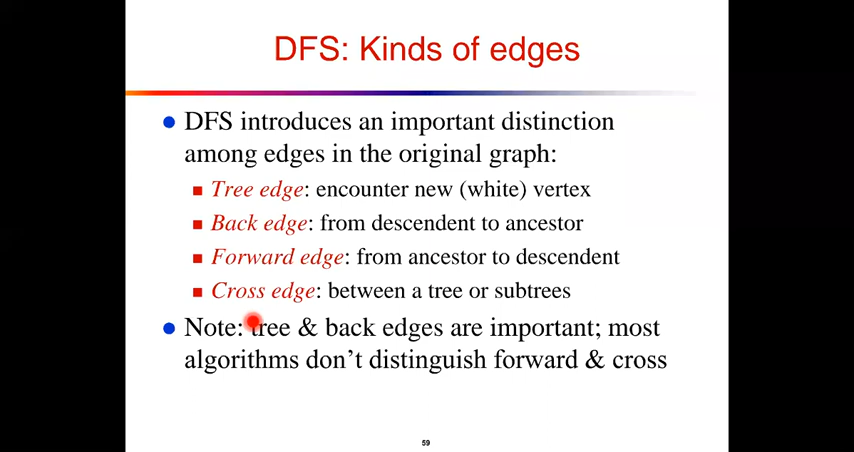 DFS: Kinds of edges
DFS introduces an important distinction
among edges in the original graph:
Tree edge: encounter new (white) vertex
Back edge: from descendent to ancestor
Forward edge: from ancestor to descendent
Cross edge: between a tree or subtrees
Note: tree & back edges are important; most
algorithms don’t distinguish forward & cross
59